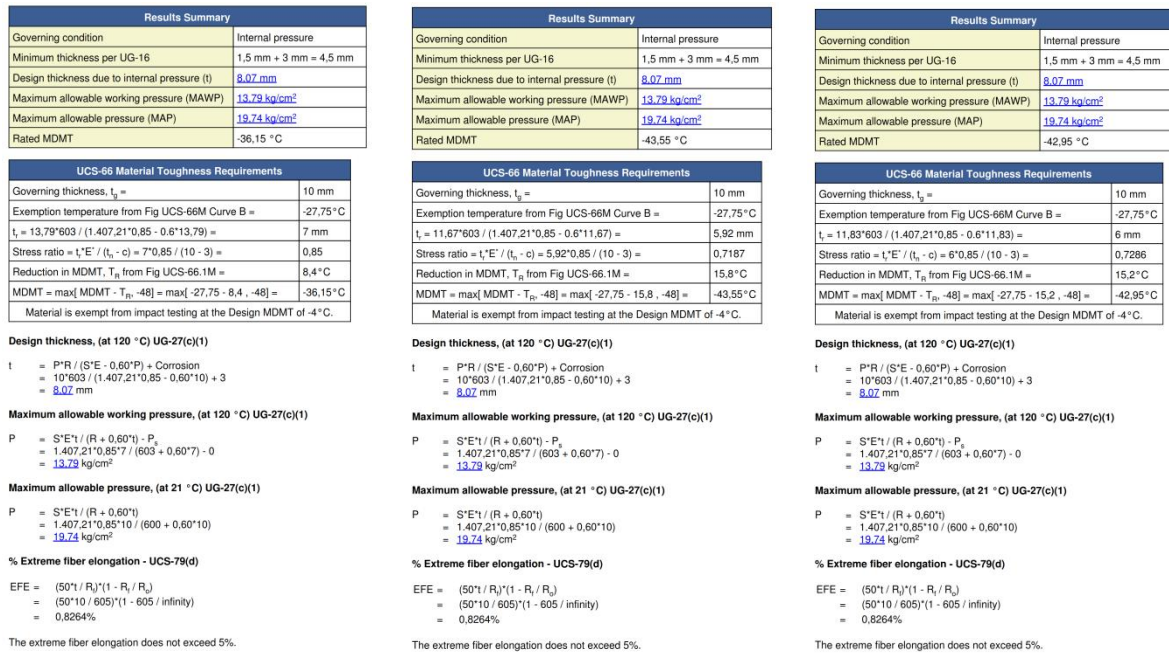 Results Summary
Governing condition Internal pressure
Minimum thickness per UG-16 1,5 mm + 3 mm = 4,5 mm
Design thickness due to internal pressure (t) 8.07 mm
Maximum allowable working pressure (MAWP) 13.79 kg/cm²
Maximum allowable pressure (MAP) 19.74 kg/cm²
Rated MDMT -36,15 °C
UCS-66 Material Toughness Requirements
Governing thickness, tg = 10 mm
Exemption temperature from Fig UCS-66M Curve B = -27,75°C
tr = 13,79*603 / (1.407,21*0,85 - 0.6*13,79) = 7 mm
Stress ratio = tr*E* / (tn - c) = 7*0,85 / (10 - 3) = 0,85
Reduction in MDMT, TR from Fig UCS-66.1M = 8,4°C
MDMT = max[ MDMT - TR, -48] = max[ -27,75 - 8,4 , -48] = -36,15°C
Material is exempt from impact testing at the Design MDMT of -4°C.
Design thickness, (at 120 °C) UG-27(c)(1)
t = P*R / (S*E - 0,60*P) + Corrosion
= 10*603 / (1.407,21*0,85 - 0,60*10) + 3
= 8.07 mm
Maximum allowable working pressure, (at 120 °C) UG-27(c)(1)
P = S*E*t / (R + 0,60*t) - Ps
= 1.407,21*0,85*7 / (603 + 0,60*7) - 0
= 13.79 kg/cm²
Maximum allowable pressure, (at 21 °C) UG-27(c)(1)
P = S*E*t / (R + 0,60*t)
= 1.407,21*0,85*10 / (600 + 0,60*10)
= 19.74 kg/cm²
% Extreme fiber elongation - UCS-79(d)
EFE = (50*t / Rf)*(1 - Rf / Ro)
= (50*10 / 605)*(1 - 605 / infinity)
= 0,8264%
The extreme fiber elongation does not exceed 5%.
Results Summary
Governing condition Internal pressure
Minimum thickness per UG-16 1,5 mm + 3 mm = 4,5 mm
Design thickness due to internal pressure (t) 8.07 mm
Maximum allowable working pressure (MAWP) 13.79 kg/cm²
Maximum allowable pressure (MAP) 19.74 kg/cm²
Rated MDMT -43,55 °C
UCS-66 Material Toughness Requirements
Governing thickness, tg = 10 mm
Exemption temperature from Fig UCS-66M Curve B = -27,75°C
tr = 11,67*603 / (1.407,21*0,85 - 0.6*11,67) = 5,92 mm
Stress ratio = tr*E* / (tn - c) = 5,92*0,85 / (10 - 3) = 0,7187
Reduction in MDMT, TR from Fig UCS-66.1M = 15,8°C
MDMT = max[ MDMT - TR, -48] = max[ -27,75 - 15,8 , -48] = -43,55°C
Material is exempt from impact testing at the Design MDMT of -4°C.
Design thickness, (at 120 °C) UG-27(c)(1)
t = P*R / (S*E - 0,60*P) + Corrosion
= 10*603 / (1.407,21*0,85 - 0,60*10) + 3
= 8.07 mm
Maximum allowable working pressure, (at 120 °C) UG-27(c)(1)
P = S*E*t / (R + 0,60*t) - Ps
= 1.407,21*0,85*7 / (603 + 0,60*7) - 0
= 13.79 kg/cm²
Maximum allowable pressure, (at 21 °C) UG-27(c)(1)
P = S*E*t / (R + 0,60*t)
= 1.407,21*0,85*10 / (600 + 0,60*10)
= 19.74 kg/cm²
% Extreme fiber elongation - UCS-79(d)
EFE = (50*t / Rf)*(1 - Rf / Ro)
= (50*10 / 605)*(1 - 605 / infinity)
= 0,8264%
The extreme fiber elongation does not exceed 5%.
Results Summary
Governing condition Internal pressure
Minimum thickness per UG-16 1,5 mm + 3 mm = 4,5 mm
Design thickness due to internal pressure (t) 8.07 mm
Maximum allowable working pressure (MAWP) 13.79 kg/cm²
Maximum allowable pressure (MAP) 19.74 kg/cm²
Rated MDMT -42,95 °C
UCS-66 Material Toughness Requirements
Governing thickness, tg = 10 mm
Exemption temperature from Fig UCS-66M Curve B = -27,75°C
tr = 11,83*603 / (1.407,21*0,85 - 0.6*11,83) = 6 mm
Stress ratio = tr*E* / (tn - c) = 6*0,85 / (10 - 3) = 0,7286
Reduction in MDMT, TR from Fig UCS-66.1M = 15,2°C
MDMT = max[ MDMT - TR, -48] = max[ -27,75 - 15,2 , -48] = -42,95°C
Material is exempt from impact testing at the Design MDMT of -4°C.
Design thickness, (at 120 °C) UG-27(c)(1)
t = P*R / (S*E - 0,60*P) + Corrosion
= 10*603 / (1.407,21*0,85 - 0,60*10) + 3
= 8.07 mm
Maximum allowable working pressure, (at 120 °C) UG-27(c)(1)
P = S*E*t / (R + 0,60*t) - Ps
= 1.407,21*0,85*7 / (603 + 0,60*7) - 0
= 13.79 kg/cm²
Maximum allowable pressure, (at 21 °C) UG-27(c)(1)
P = S*E*t / (R + 0,60*t)
= 1.407,21*0,85*10 / (600 + 0,60*10)
= 19.74 kg/cm²
% Extreme fiber elongation - UCS-79(d)
EFE = (50*t / Rf)*(1 - Rf / Ro)
= (50*10 / 605)*(1 - 605 / infinity)
= 0,8264%
The extreme fiber elongation does not exceed 5%.